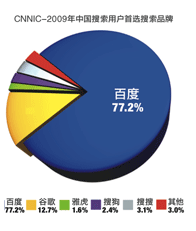 CNNIC-2009年中国搜索用户首选搜索品牌
百度
77.2%
百度 谷歌 雅虎 搜狗 搜搜 其他
77.2% 12.7% 1.6% 2.4% 3.1% 3.0%